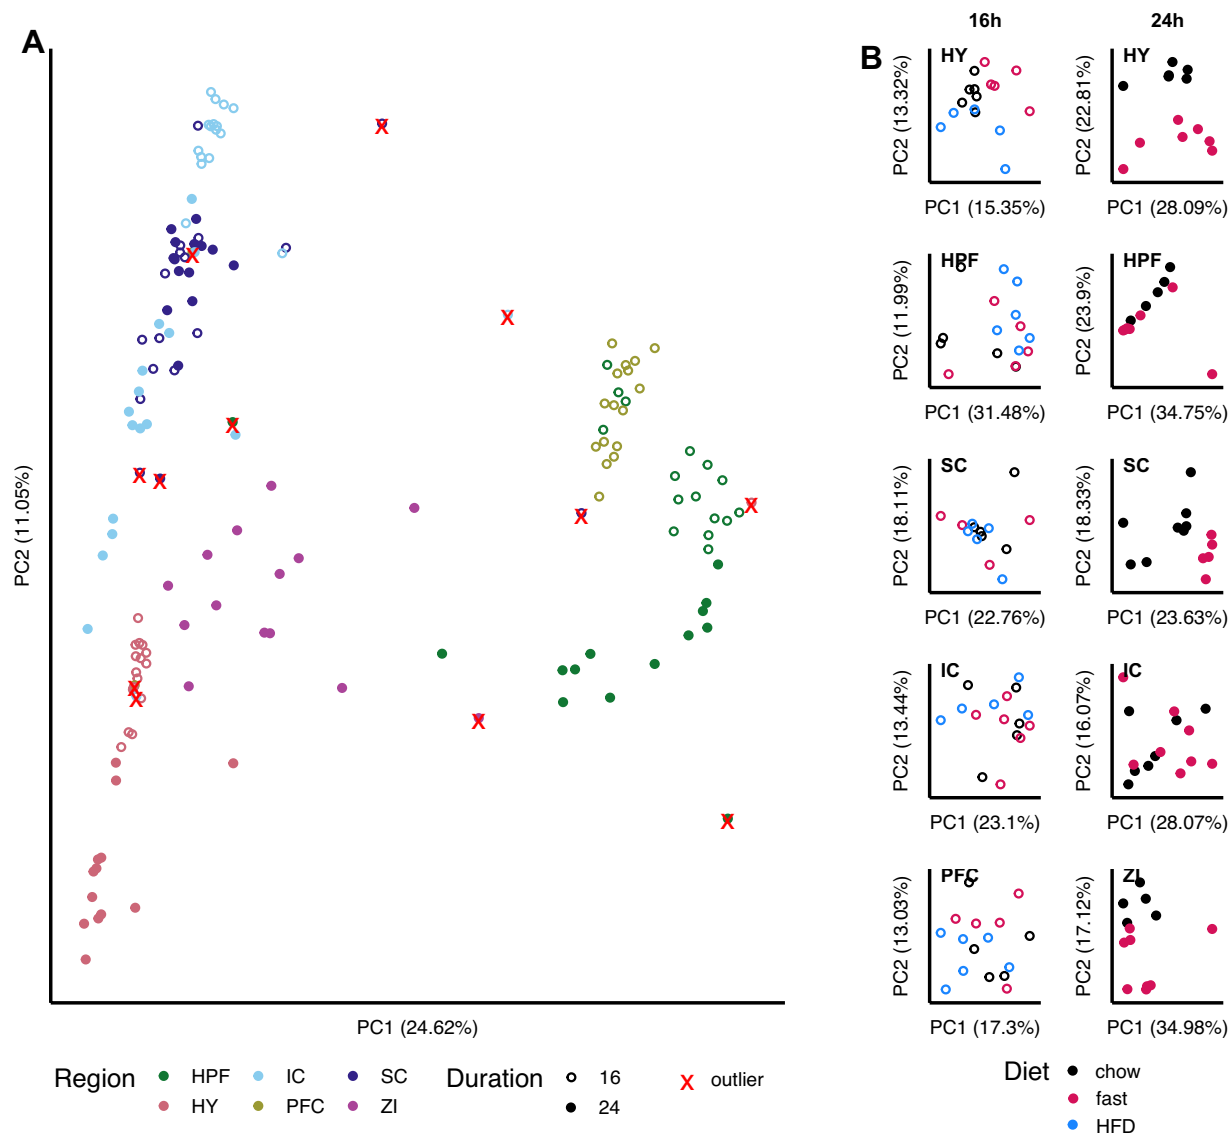 A
PC2 (11.05%)
PC1 (24.62%)
Region
HPF
IC
SC
HY
PFC
ZI
Duration
16
24
X outlier
B
16h
24h
HY
PC2 (13.32%)
PC1 (15.35%)
HY
PC2 (22.81%)
PC1 (28.09%)
HPF
PC2 (11.99%)
PC1 (31.48%)
HPF
PC2 (23.9%)
PC1 (34.75%)
SC
PC2 (18.11%)
PC1 (22.76%)
SC
PC2 (18.33%)
PC1 (23.63%)
IC
PC2 (13.44%)
PC1 (23.1%)
IC
PC2 (16.07%)
PC1 (28.07%)
PFC
PC2 (13.03%)
PC1 (17.3%)
ZI
PC2 (17.12%)
PC1 (34.98%)
Diet
chow
fast
HFD